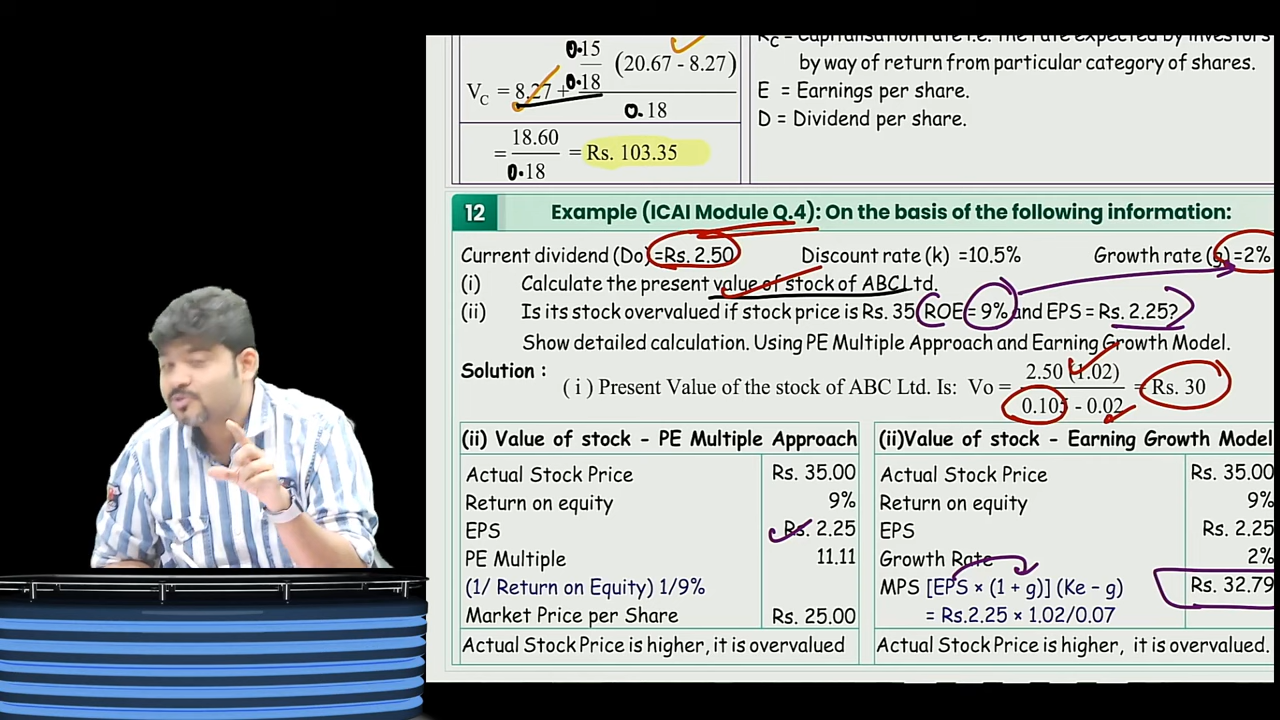 0.15
0.18 (20.67 - 8.27)
V_C = 8.27 +
0.18
= 18.60 / 0.18 = Rs. 103.35
K_C = Capitalisation rate i.e. The rate expected by investors
by way of return from particular category of shares.
E = Earnings per share.
D = Dividend per share.
12 Example (ICAI Module Q.4): On the basis of the following information:
Current dividend (Do) =Rs. 2.50 Discount rate (k) =10.5% Growth rate (g) =2%
(i) Calculate the present value of stock of ABC Ltd.
(ii) Is its stock overvalued if stock price is Rs. 35 ROE = 9% and EPS = Rs. 2.25?
Show detailed calculation. Using PE Multiple Approach and Earning Growth Model.
Solution :
( i ) Present Value of the stock of ABC Ltd. Is: Vo = 2.50 (1.02) / 0.105 - 0.02 = Rs. 30
(ii) Value of stock - PE Multiple Approach
Actual Stock Price Rs. 35.00
Return on equity 9%
EPS Rs. 2.25
PE Multiple 11.11
(1/ Return on Equity) 1/9%
Market Price per Share Rs. 25.00
Actual Stock Price is higher, it is overvalued
(ii)Value of stock - Earning Growth Model
Actual Stock Price Rs. 35.00
Return on equity 9%
EPS Rs. 2.25
Growth Rate 2%
MPS [EPS × (1 + g)] (Ke – g) Rs. 32.79
= Rs.2.25 × 1.02/0.07
Actual Stock Price is higher, it is overvalued.